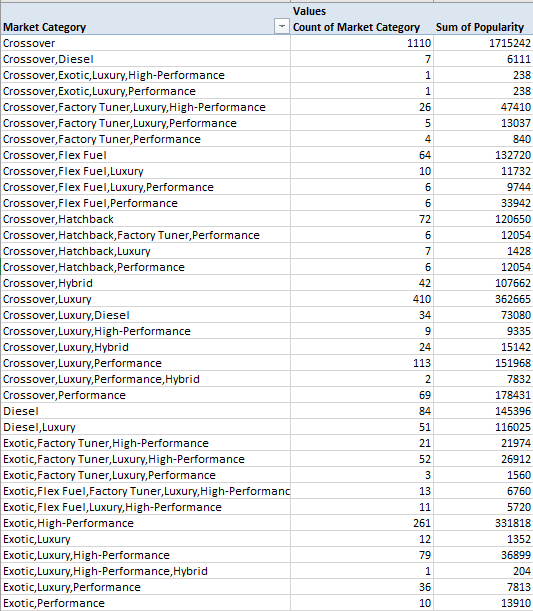 Values
Market Category Count of Market Category Sum of Popularity
Crossover 1110 1715242
Crossover,Diesel 7 6111
Crossover,Exotic,Luxury,High-Performance 1 238
Crossover,Exotic,Luxury,Performance 1 238
Crossover,Factory Tuner,Luxury,High-Performance 26 47410
Crossover,Factory Tuner,Luxury,Performance 5 13037
Crossover,Factory Tuner,Performance 4 840
Crossover,Flex Fuel 64 132720
Crossover,Flex Fuel,Luxury 10 11732
Crossover,Flex Fuel,Luxury,Performance 6 9744
Crossover,Flex Fuel,Performance 6 33942
Crossover,Hatchback 72 120650
Crossover,Hatchback,Factory Tuner,Performance 6 12054
Crossover,Hatchback,Luxury 7 1428
Crossover,Hatchback,Performance 6 12054
Crossover,Hybrid 42 107662
Crossover,Luxury 410 362665
Crossover,Luxury,Diesel 34 73080
Crossover,Luxury,High-Performance 9 9335
Crossover,Luxury,Hybrid 24 15142
Crossover,Luxury,Performance 113 151968
Crossover,Luxury,Performance,Hybrid 2 7832
Crossover,Performance 69 178431
Diesel 84 145396
Diesel,Luxury 51 116025
Exotic,Factory Tuner,High-Performance 21 21974
Exotic,Factory Tuner,Luxury,High-Performance 52 26912
Exotic,Factory Tuner,Luxury,Performance 3 1560
Exotic,Flex Fuel,Factory Tuner,Luxury,High-Performanc 13 6760
Exotic,Flex Fuel,Luxury,High-Performance 11 5720
Exotic,High-Performance 261 331818
Exotic,Luxury 12 1352
Exotic,Luxury,High-Performance 79 36899
Exotic,Luxury,High-Performance,Hybrid 1 204
Exotic,Luxury,Performance 36 7813
Exotic,Performance 10 13910